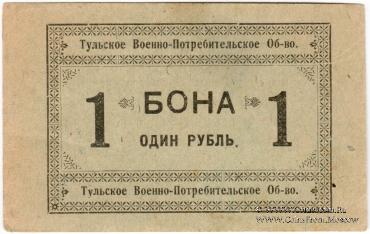 Тульское Военно-Потребительское Об-во.
1 БОНА 1
ОДИН РУБЛЬ.
Тульское Военно-Потребительское Об-во.